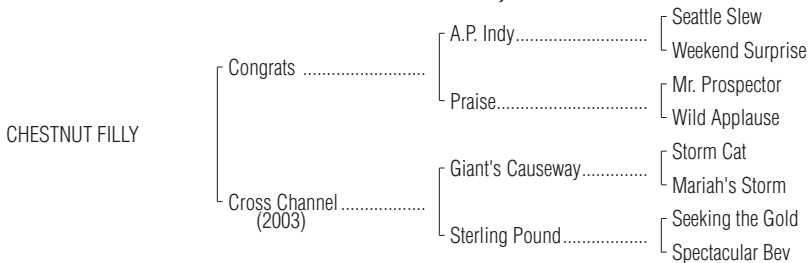 Seattle Slew
A.P. Indy..............................
Weekend Surprise
Congrats ...........................
Mr. Prospector
Praise..................................
Wild Applause
CHESTNUT FILLY
Storm Cat
Giant's Causeway...............
Mariah's Storm
Cross Channel ...................
(2003)
Seeking the Gold
Sterling Pound...................
Spectacular Bev